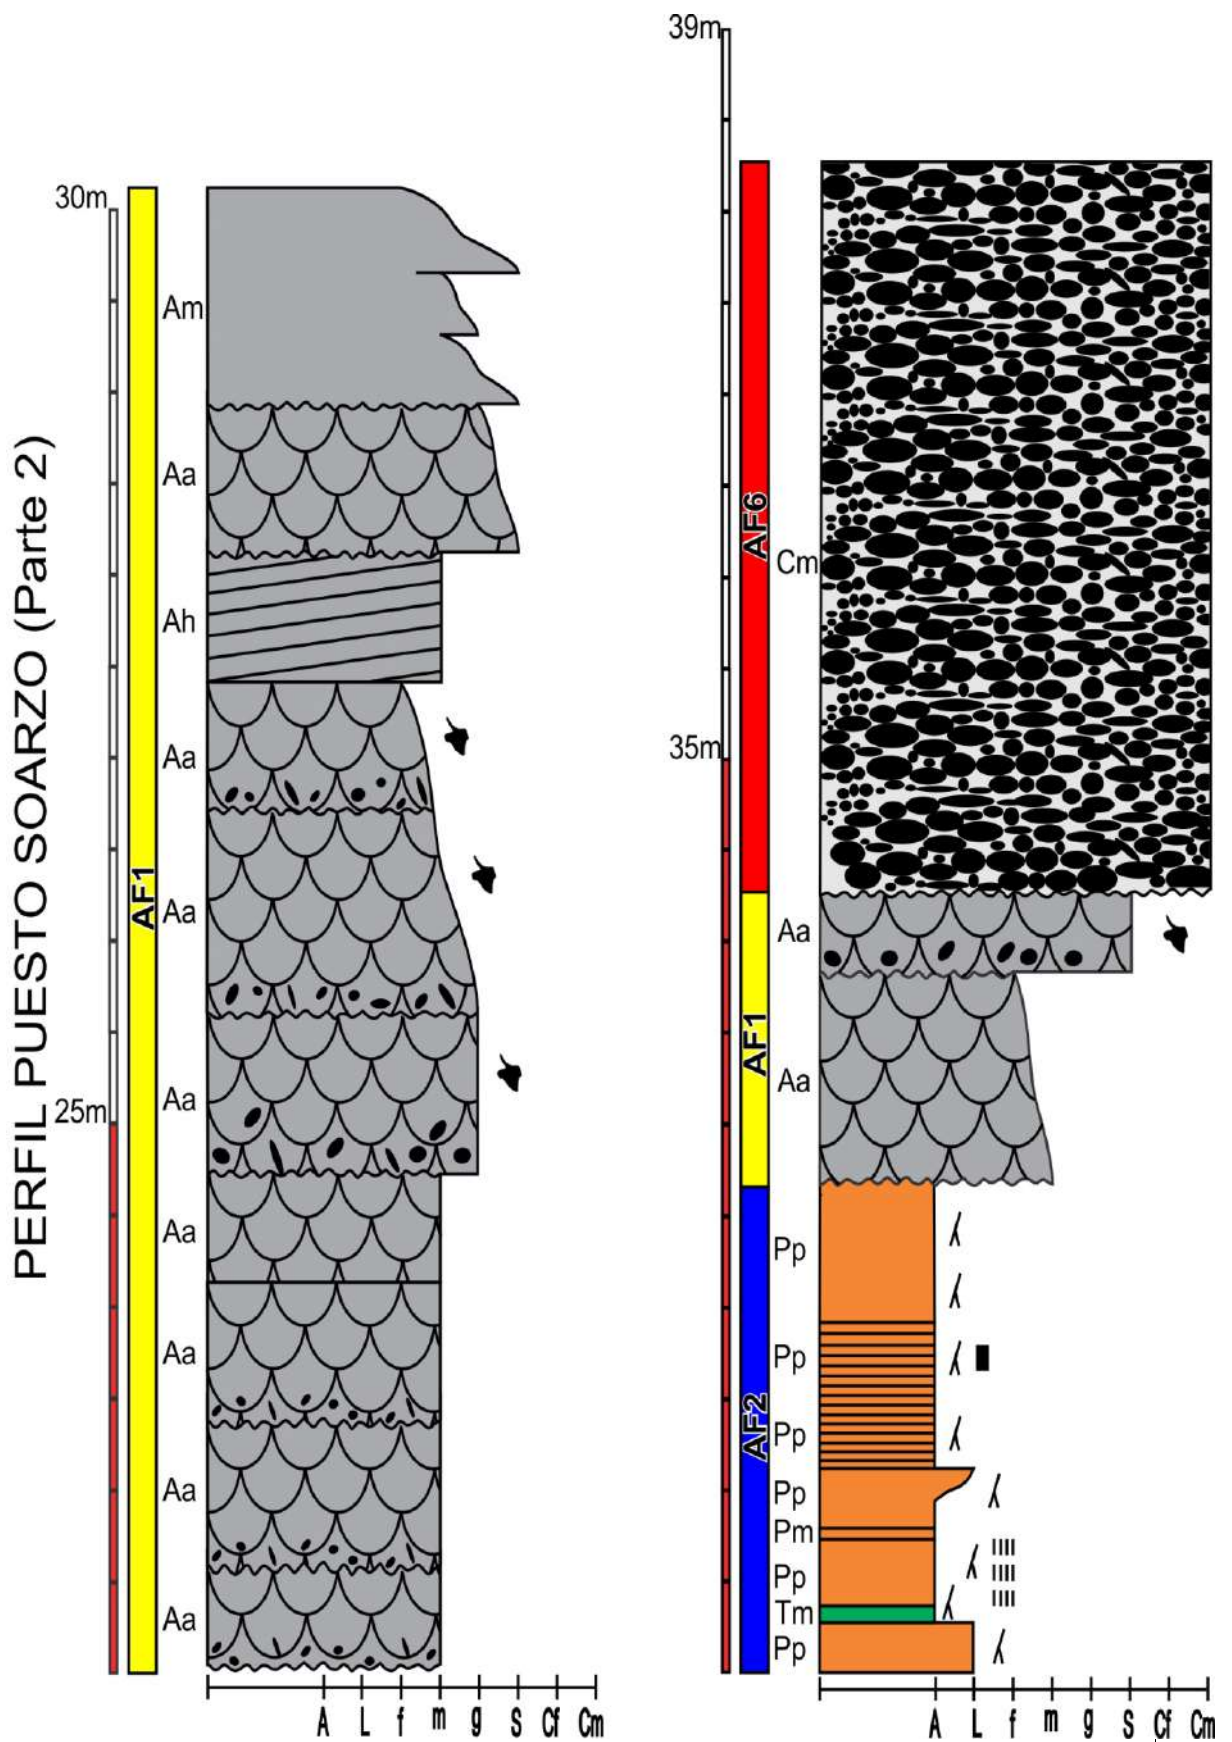 PERFIL PUESTO SOARZO (Parte 2)
30m
25m
AF1
Am
Aa
Ah
Aa
Aa
Aa
Aa
Aa
Aa
Aa
A L f m g S Cf Cm
39m
35m
AF6
AF1
AF2
Cm
Aa
Aa
Pp
Pp
Pp
Pp
Pm
Pp
Tm
Pp
A L f m g S Cf Cm